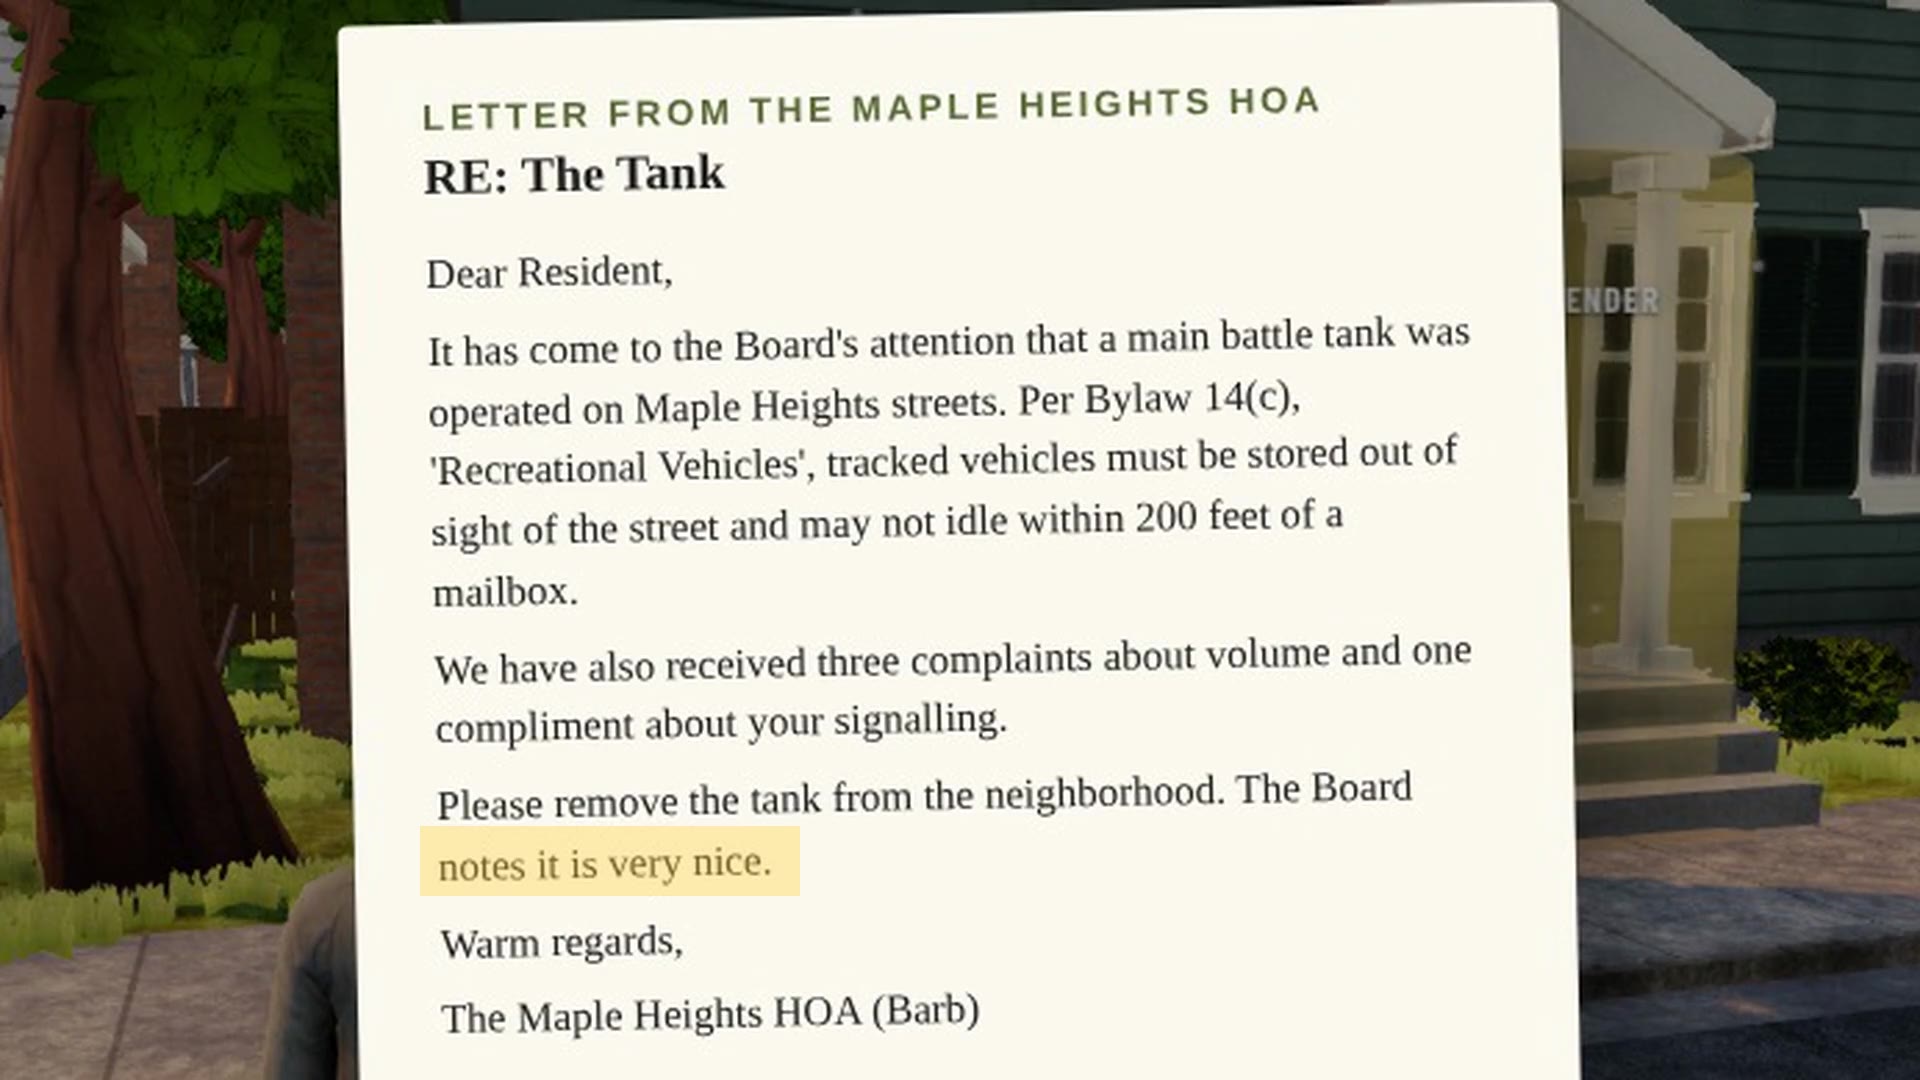 LETTER FROM THE MAPLE HEIGHTS HOA
RE: The Tank
Dear Resident,
It has come to the Board's attention that a main battle tank was
operated on Maple Heights streets. Per Bylaw 14(c),
'Recreational Vehicles', tracked vehicles must be stored out of
sight of the street and may not idle within 200 feet of a
mailbox.
We have also received three complaints about volume and one
compliment about your signalling.
Please remove the tank from the neighborhood. The Board
notes it is very nice.
Warm regards,
The Maple Heights HOA (Barb)
ENDER